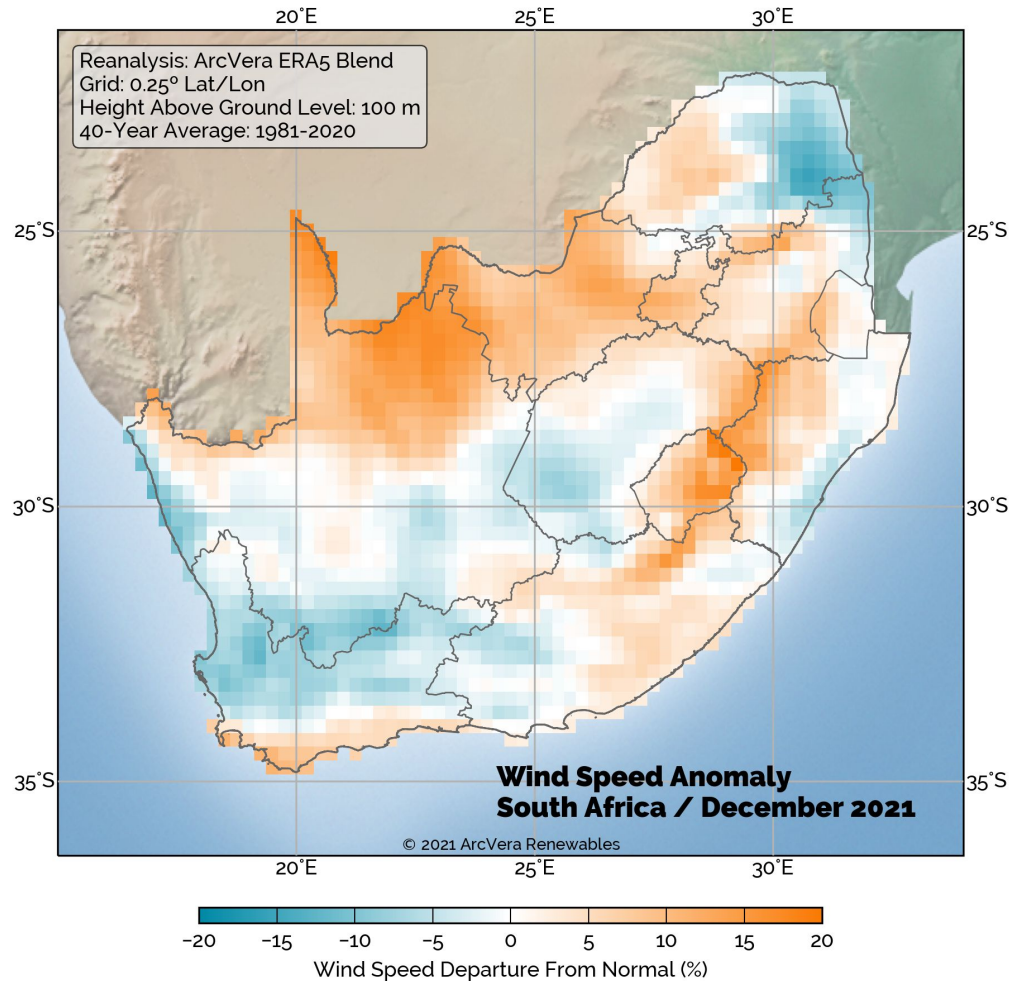 20°E 25°E 30°E
Reanalysis: ArcVera ERA5 Blend
Grid: 0.25º Lat/Lon
Height Above Ground Level: 100 m
40-Year Average: 1981-2020
25°S 25°S
30°S 30°S
35°S 35°S
Wind Speed Anomaly
South Africa / December 2021
© 2021 ArcVera Renewables
20°E 25°E 30°E
−20 −15 −10 −5 0 5 10 15 20
Wind Speed Departure From Normal (%)